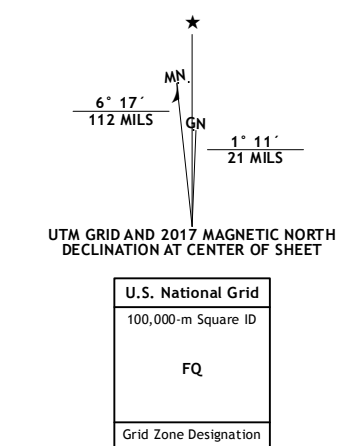 ★
MN
GN
6° 17´
112 MILS
1° 11´
21 MILS
UTM GRID AND 2017 MAGNETIC NORTH
DECLINATION AT CENTER OF SHEET
U.S. National Grid
100,000-m Square ID
FQ
Grid Zone Designation